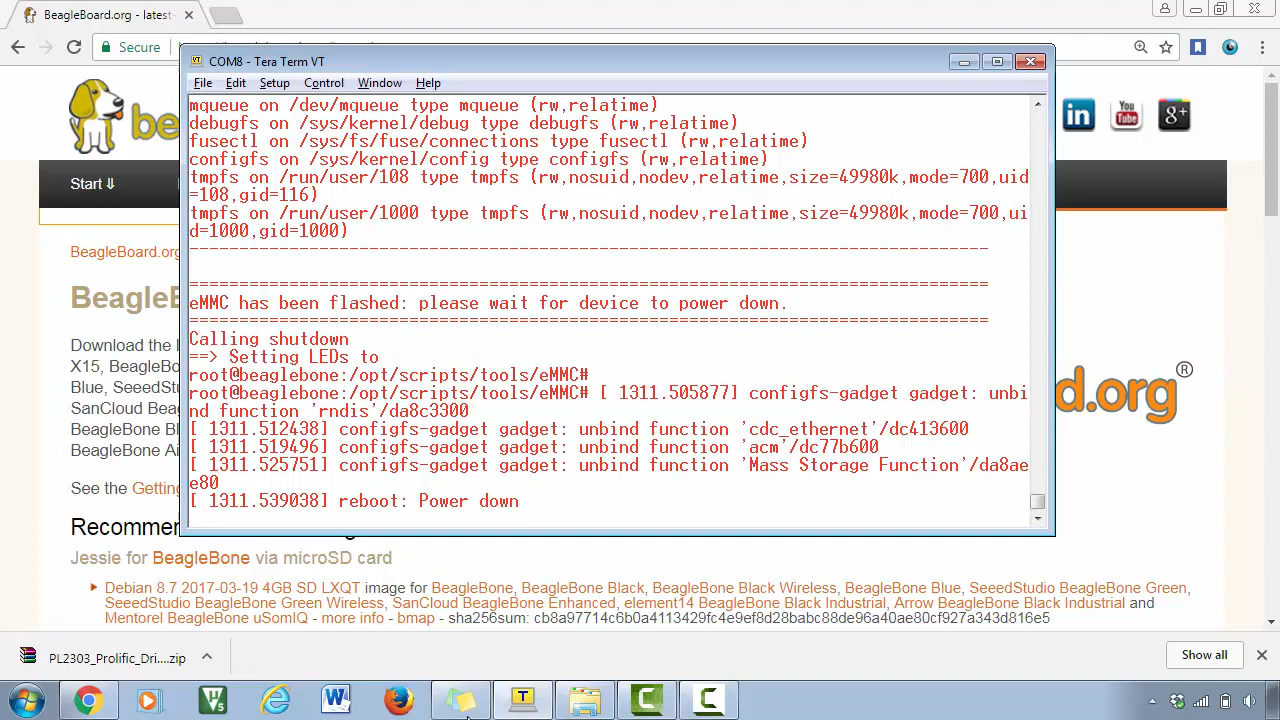 BeagleBoard.org - latest-
Secure
COM8 - Tera Term VT
File Edit Setup Control Window Help
mqueue on /dev/mqueue type mqueue (rw,relatime)
debugfs on /sys/kernel/debug type debugfs (rw,relatime)
fusectl on /sys/fs/fuse/connections type fusectl (rw,relatime)
configfs on /sys/kernel/config type configfs (rw,relatime)
tmpfs on /run/user/108 type tmpfs (rw,nosuid,nodev,relatime,size=49980k,mode=700,uid
=108,gid=116)
tmpfs on /run/user/1000 type tmpfs (rw,nosuid,nodev,relatime,size=49980k,mode=700,ui
d=1000,gid=1000)
------------------------------------------------------------------------------------
====================================================================================
eMMC has been flashed: please wait for device to power down.
====================================================================================
Calling shutdown
==> Setting LEDs to
root@beaglebone:/opt/scripts/tools/eMMC#
root@beaglebone:/opt/scripts/tools/eMMC# [ 1311.505877] configfs-gadget gadget: unbi
nd function 'rndis'/da8c3300
[ 1311.512438] configfs-gadget gadget: unbind function 'cdc_ethernet'/dc413600
[ 1311.519496] configfs-gadget gadget: unbind function 'acm'/dc77b600
[ 1311.525751] configfs-gadget gadget: unbind function 'Mass Storage Function'/da8ae
e80
[ 1311.539038] reboot: Power down
be
in
You Tube
g+
Start ⇓
BeagleBoard.org
Beagle
Download the
X15, BeagleBo
Blue, SeeedS
SanCloud Bea
BeagleBone Bl
BeagleBone Ai
d.org®
See the Getting
Recommen
Jessie for BeagleBone via microSD card
Debian 8.7 2017-03-19 4GB SD LXQT image for BeagleBone, BeagleBone Black, BeagleBone Black Wireless, BeagleBone Blue, SeeedStudio BeagleBone Green,
SeeedStudio BeagleBone Green Wireless, SanCloud BeagleBone Enhanced, element14 BeagleBone Black Industrial, Arrow BeagleBone Black Industrial and
Mentorel BeagleBone uSomIQ - more info - bmap - sha256sum: cb8a97714c6b0a4113429fc4e9ef8d28babc88de96a40ae80cf927a343d816e5
PL2303_Prolific_Dri....zip
Show all